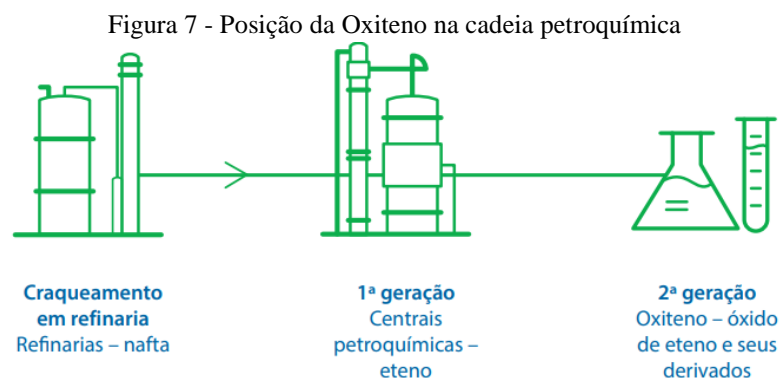 Figura 7 - Posição da Oxiteno na cadeia petroquímica
Craqueamento
em refinaria
Refinarias – nafta
1ª geração
Centrais
petroquímicas –
eteno
2ª geração
Oxiteno – óxido
de eteno e seus
derivados